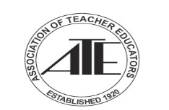 ASSOCIATION OF TEACHER EDUCATORS
ATE
ESTABLISHED 1920